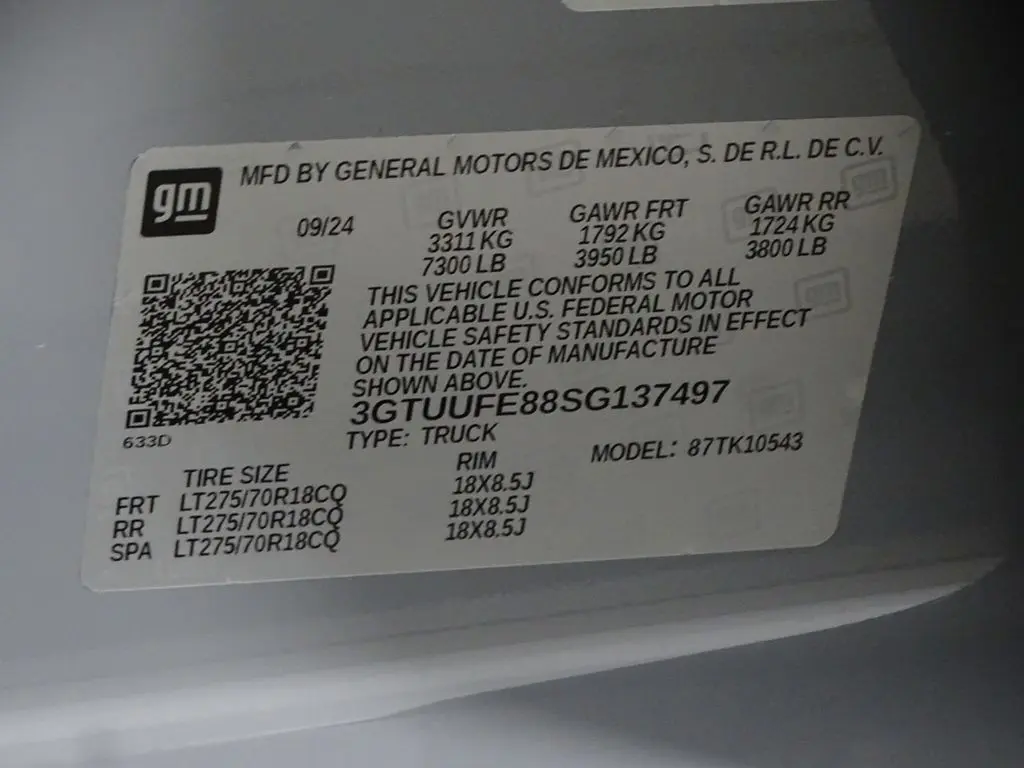 gm
MFD BY GENERAL MOTORS DE MEXICO, S. DE R.L. DE C.V.
09/24
GVWR GAWR FRT GAWR RR
3311 KG 1792 KG 1724 KG
7300 LB 3950 LB 3800 LB
THIS VEHICLE CONFORMS TO ALL
APPLICABLE U.S. FEDERAL MOTOR
VEHICLE SAFETY STANDARDS IN EFFECT
ON THE DATE OF MANUFACTURE
SHOWN ABOVE.
3GTUUFE88SG137497
633D
TYPE: TRUCK MODEL: 87TK10543
TIRE SIZE RIM
FRT LT275/70R18CQ 18X8.5J
RR LT275/70R18CQ 18X8.5J
SPA LT275/70R18CQ 18X8.5J